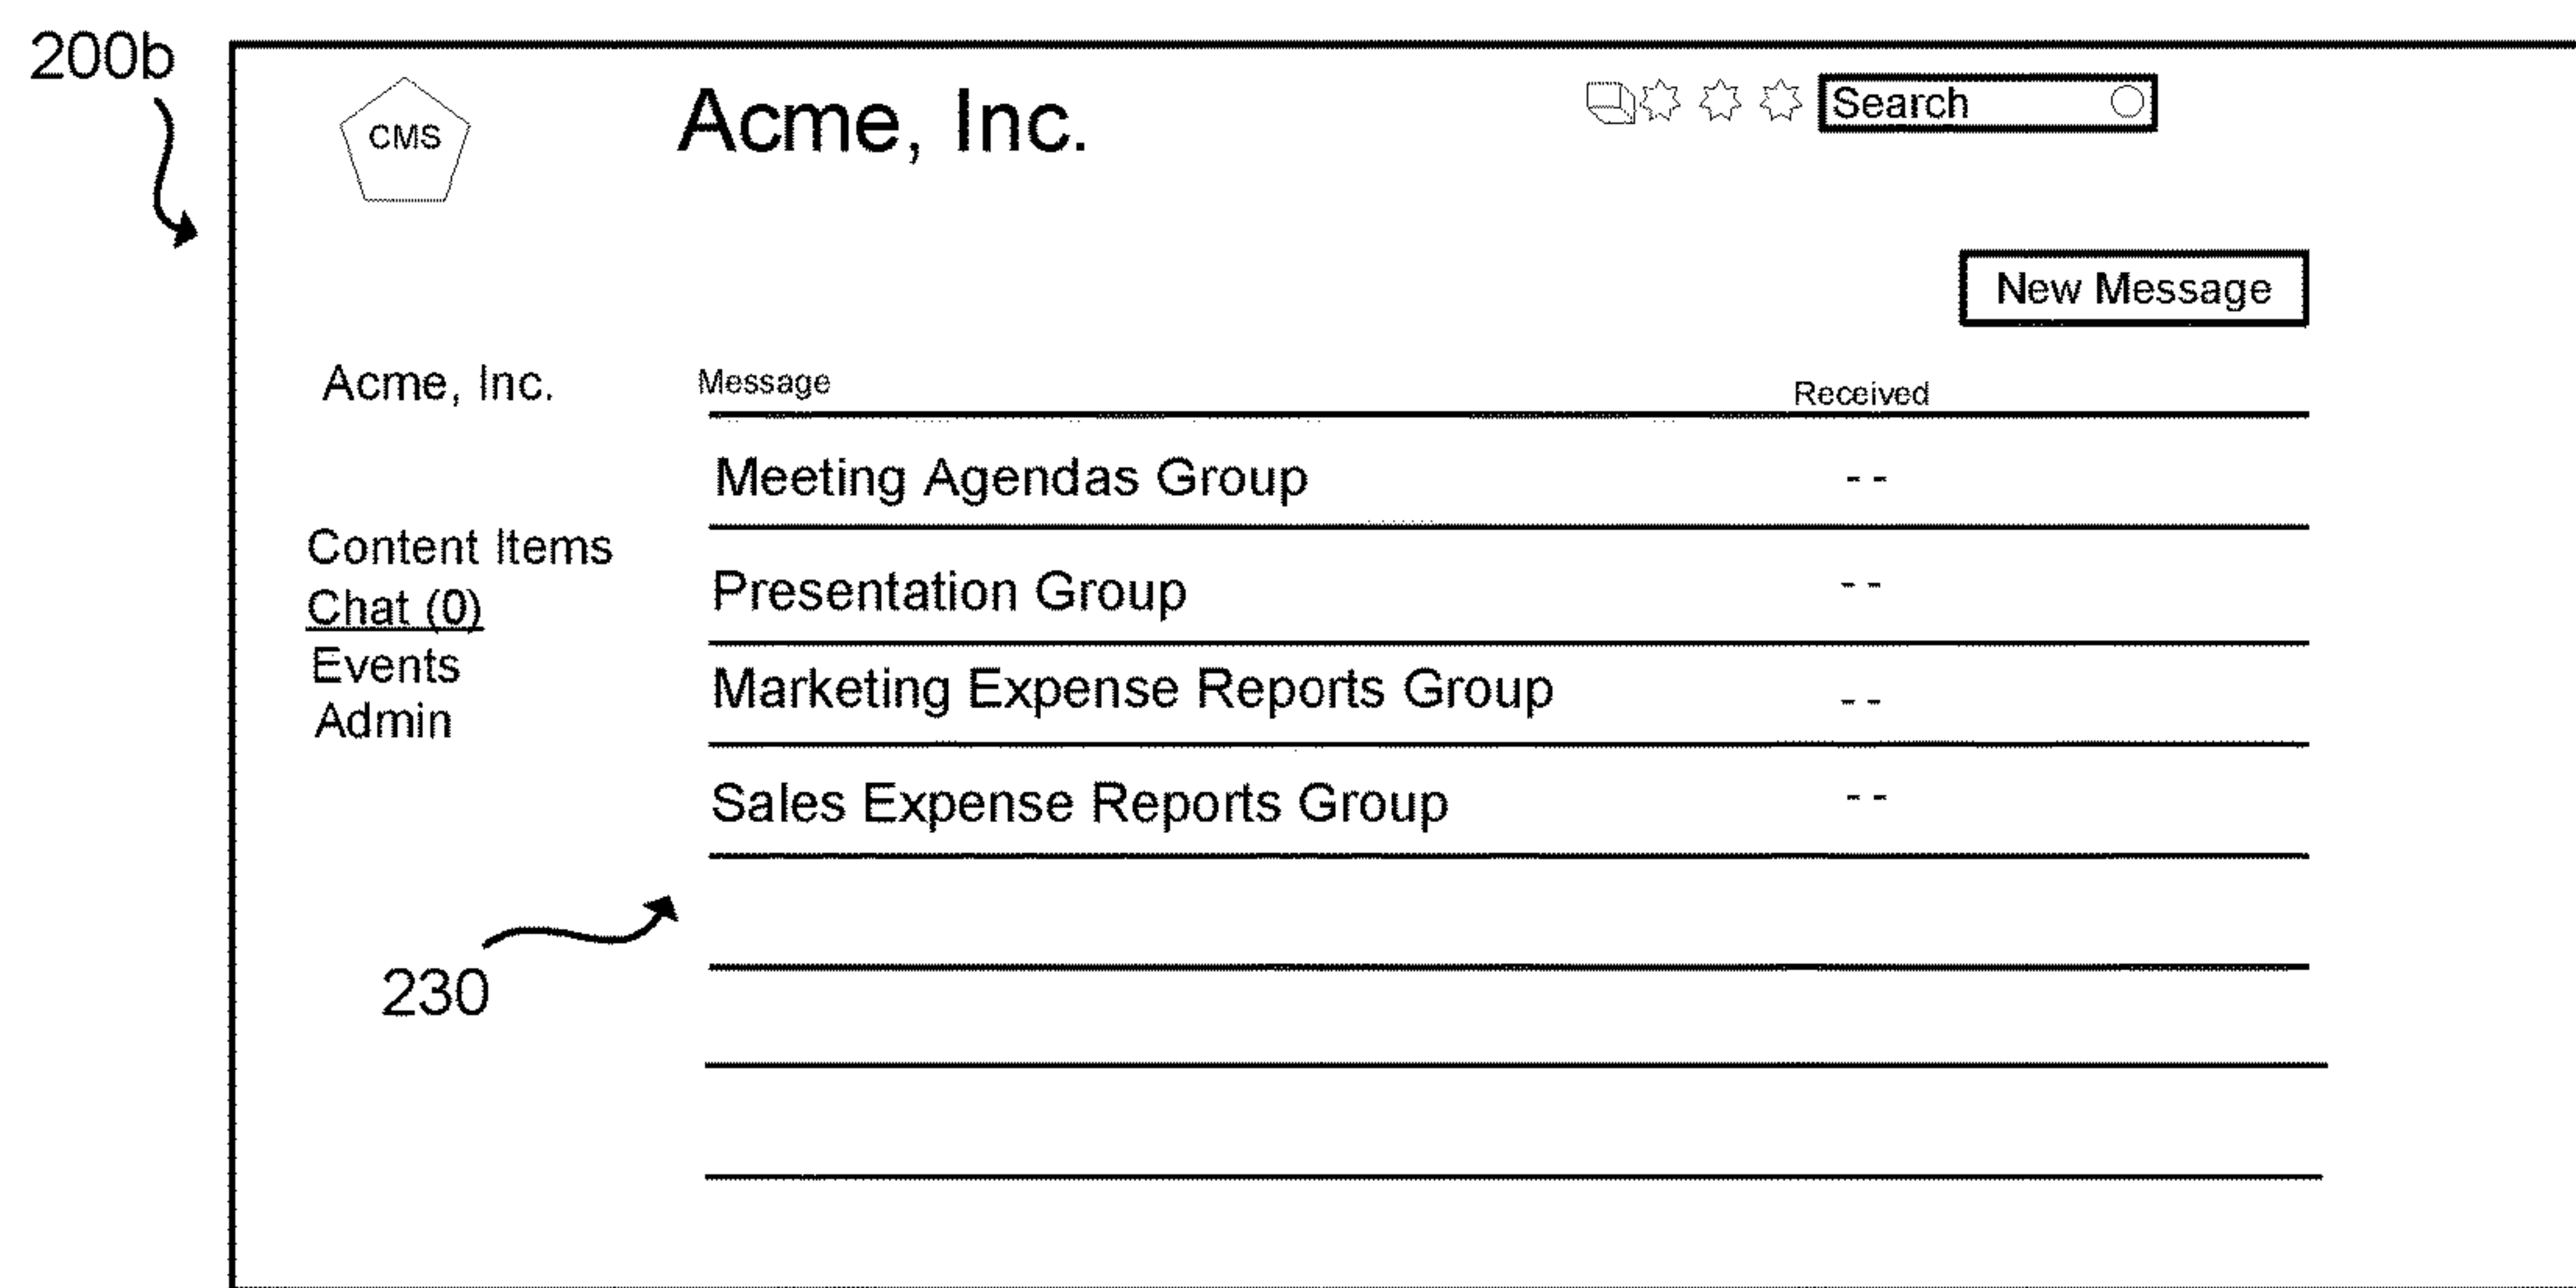 200b
CMS
Acme, Inc.
Search
New Message
Acme, Inc.
Message
Received
Meeting Agendas Group
- -
Content Items
Chat (0)
Events
Admin
Presentation Group
- -
Marketing Expense Reports Group
- -
Sales Expense Reports Group
- -
230